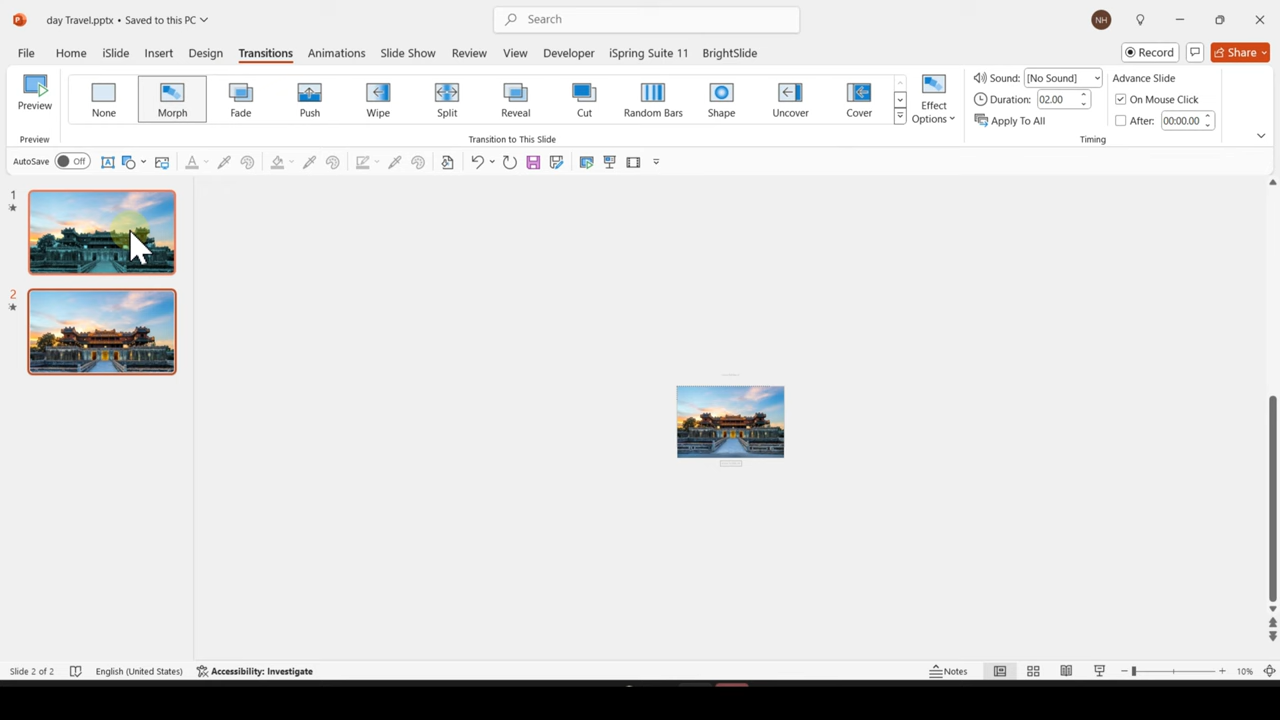 day Travel.pptx • Saved to this PC
Search
NH
File Home iSlide Insert Design Transitions Animations Slide Show Review View Developer iSpring Suite 11 BrightSlide
Record
Share
Preview
None
Morph
Fade
Push
Wipe
Split
Reveal
Cut
Random Bars
Shape
Uncover
Cover
Effect
Options
Sound: [No Sound]
Duration: 02.00
Apply To All
Advance Slide
On Mouse Click
After: 00:00.00
Preview
Transition to This Slide
Timing
AutoSave Off
1
2
Slide 2 of 2
English (United States)
Accessibility: Investigate
Notes
10%